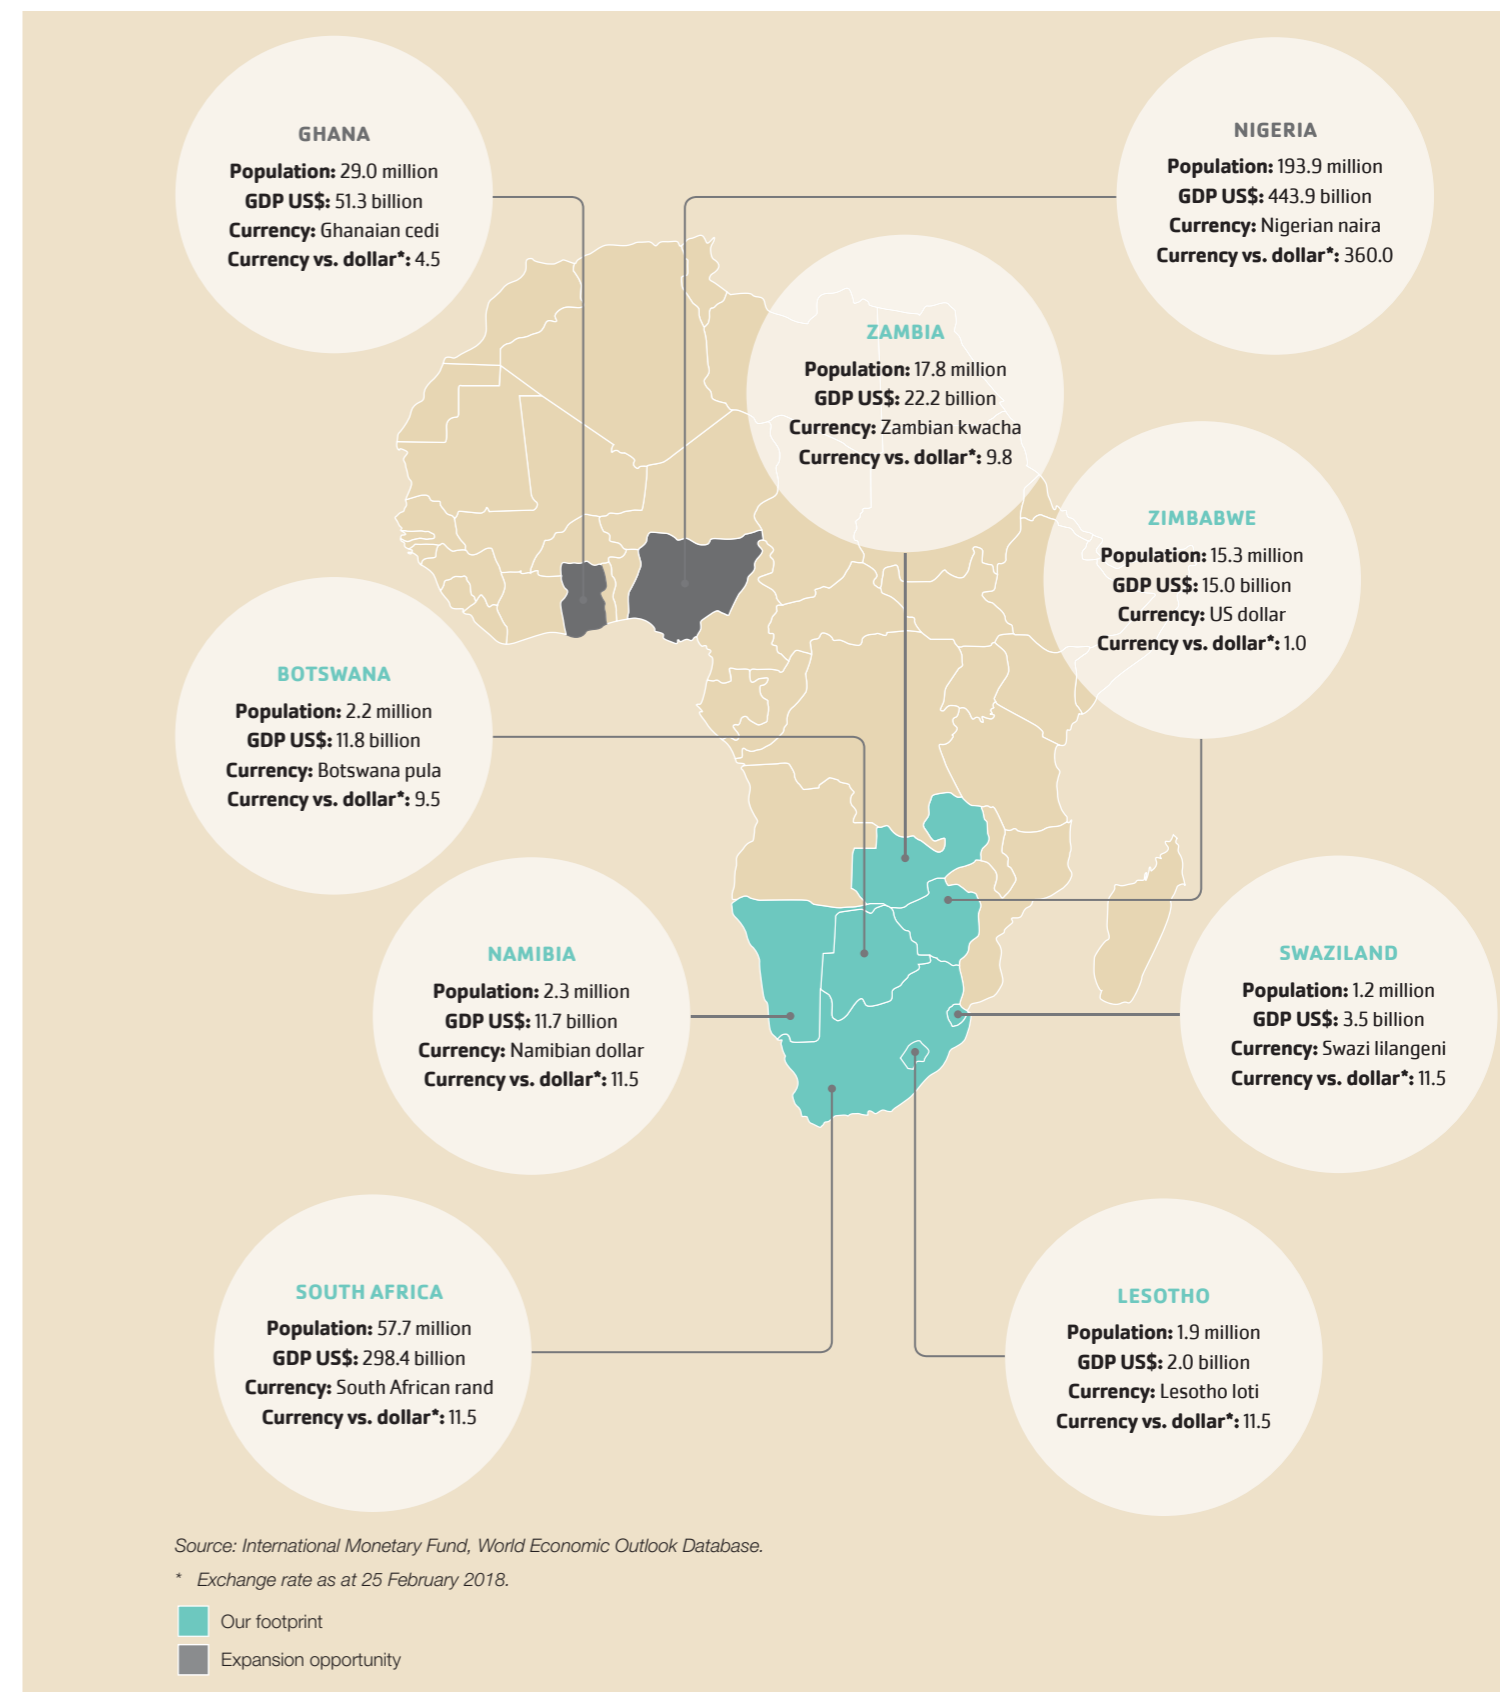 GHANA
Population: 29.0 million
GDP US$: 51.3 billion
Currency: Ghanaian cedi
Currency vs. dollar*: 4.5
NIGERIA
Population: 193.9 million
GDP US$: 443.9 billion
Currency: Nigerian naira
Currency vs. dollar*: 360.0
ZAMBIA
Population: 17.8 million
GDP US$: 22.2 billion
Currency: Zambian kwacha
Currency vs. dollar*: 9.8
ZIMBABWE
Population: 15.3 million
GDP US$: 15.0 billion
Currency: US dollar
Currency vs. dollar*: 1.0
BOTSWANA
Population: 2.2 million
GDP US$: 11.8 billion
Currency: Botswana pula
Currency vs. dollar*: 9.5
NAMIBIA
Population: 2.3 million
GDP US$: 11.7 billion
Currency: Namibian dollar
Currency vs. dollar*: 11.5
SWAZILAND
Population: 1.2 million
GDP US$: 3.5 billion
Currency: Swazi lilangeni
Currency vs. dollar*: 11.5
SOUTH AFRICA
Population: 57.7 million
GDP US$: 298.4 billion
Currency: South African rand
Currency vs. dollar*: 11.5
LESOTHO
Population: 1.9 million
GDP US$: 2.0 billion
Currency: Lesotho loti
Currency vs. dollar*: 11.5
Source: International Monetary Fund, World Economic Outlook Database.
* Exchange rate as at 25 February 2018.
Our footprint
Expansion opportunity